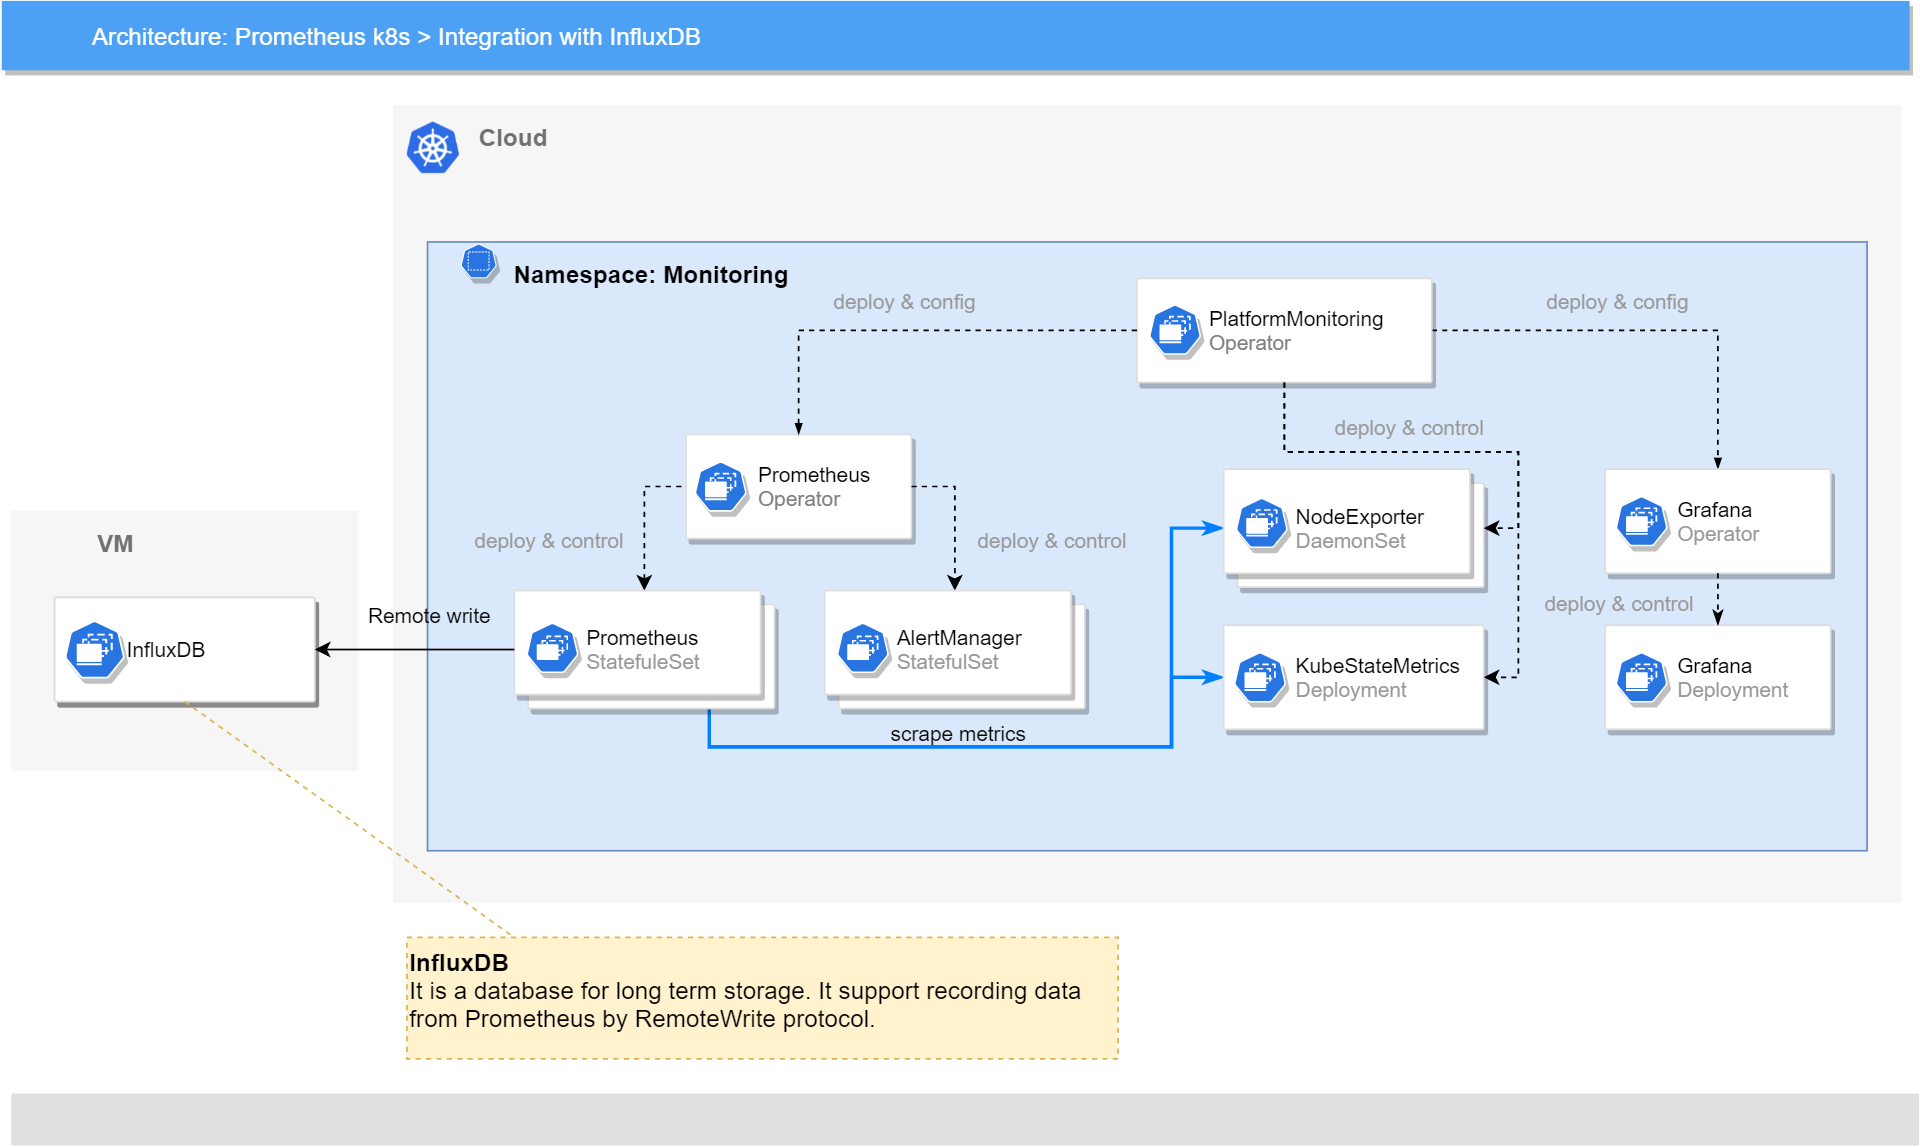 Architecture: Prometheus k8s > Integration with InfluxDB
Cloud
Namespace: Monitoring
deploy & config
PlatformMonitoring
Operator
deploy & config
deploy & control
Prometheus
Operator
NodeExporter
DaemonSet
Grafana
Operator
VM
deploy & control
deploy & control
deploy & control
Remote write
InfluxDB
Prometheus
StatefuleSet
AlertManager
StatefulSet
KubeStateMetrics
Deployment
Grafana
Deployment
scrape metrics
InfluxDB
It is a database for long term storage. It support recording data
from Prometheus by RemoteWrite protocol.